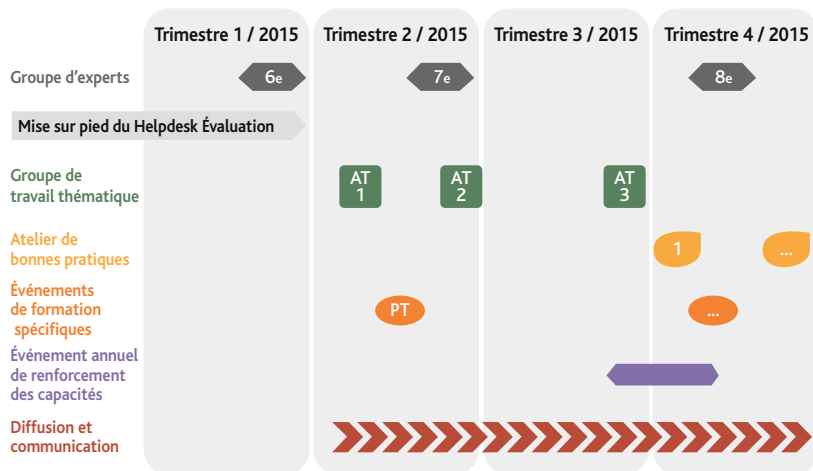 Trimestre 1 / 2015 Trimestre 2 / 2015 Trimestre 3 / 2015 Trimestre 4 / 2015
Groupe d'experts 6e 7e 8e
Mise sur pied du Helpdesk Évaluation
Groupe de
travail thématique
AT
1
AT
2
AT
3
Atelier de
bonnes pratiques
1 ...
Événements
de formation
spécifiques
PT ...
Événement annuel
de renforcement
des capacités
Diffusion et
communication